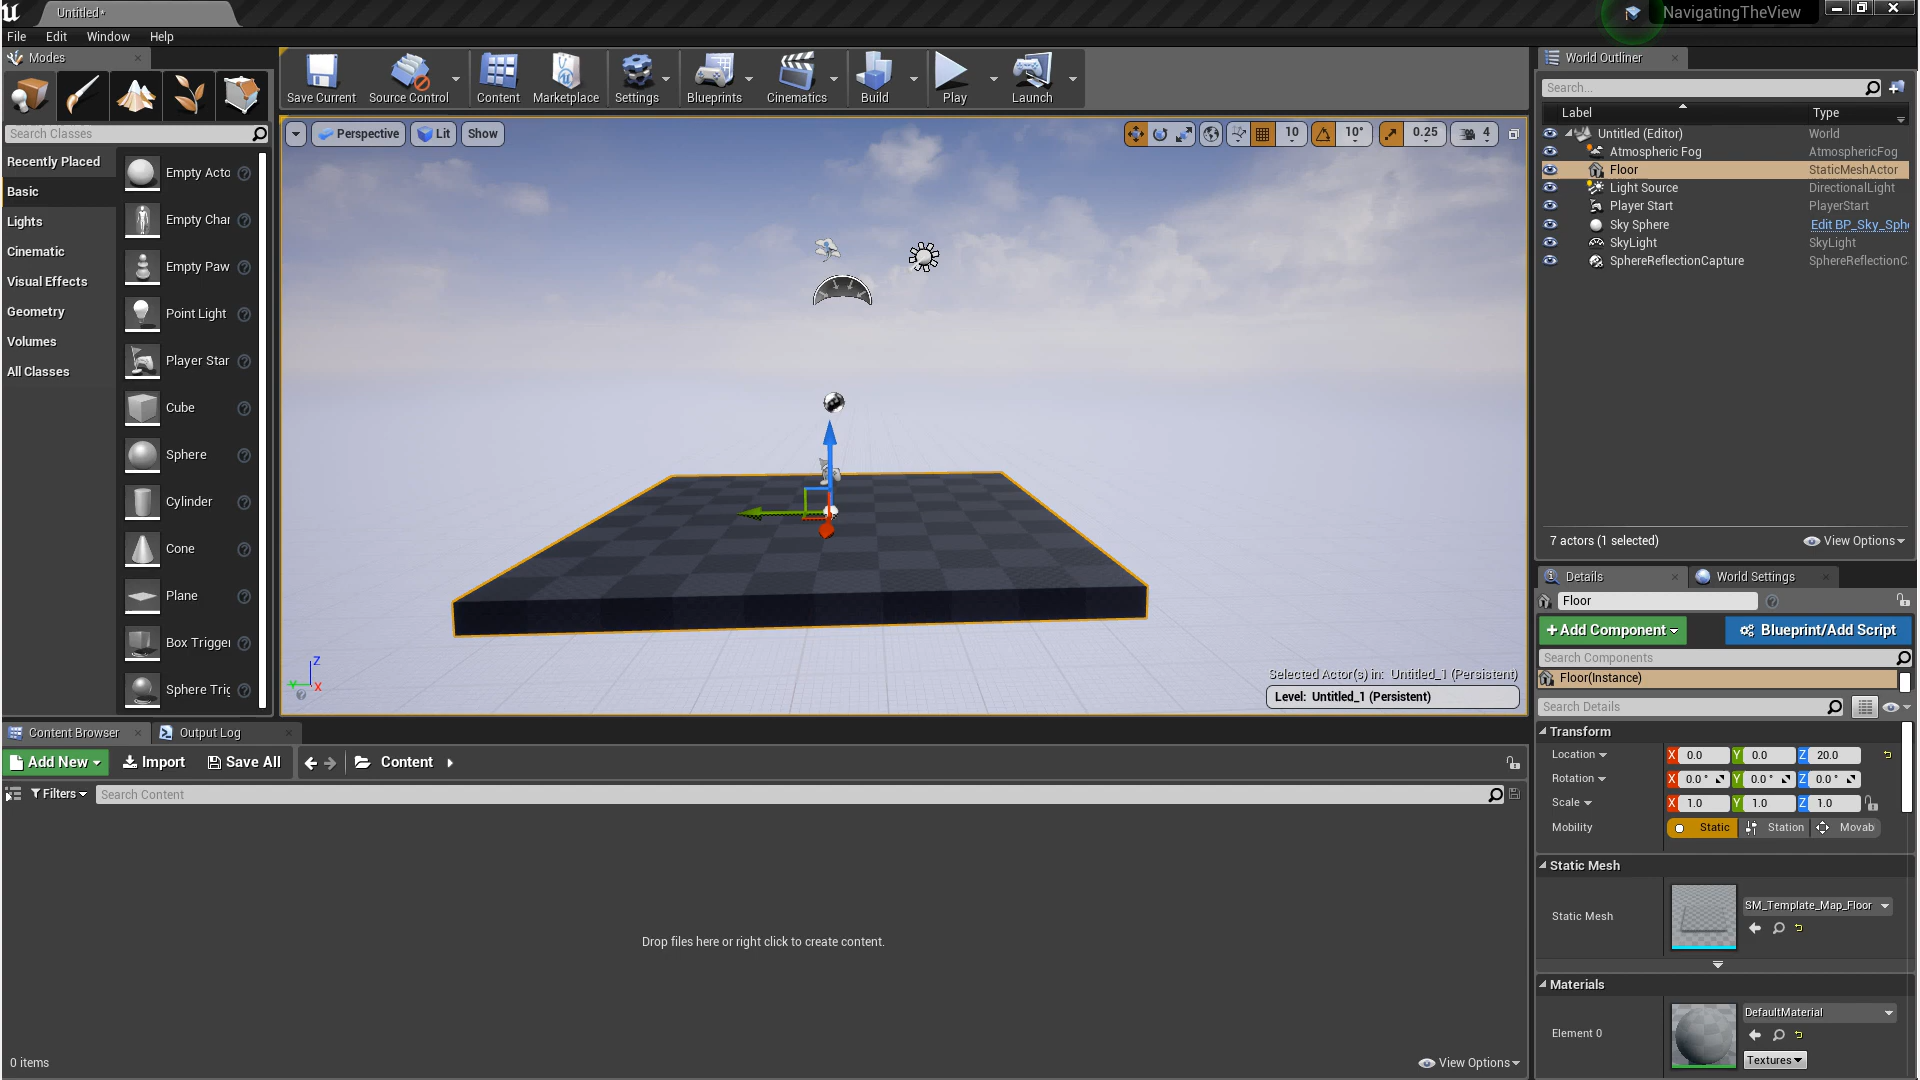 Untitled*
NavigatingTheView
File
Edit
Window
Help
Modes
Search Classes
Recently Placed
Basic
Lights
Cinematic
Visual Effects
Geometry
Volumes
All Classes
Empty Acto
Empty Char
Empty Paw
Point Light
Player Star
Cube
Sphere
Cylinder
Cone
Plane
Box Trigger
Sphere Trig
Save Current
Source Control
Content
Marketplace
Settings
Blueprints
Cinematics
Build
Play
Launch
Perspective
Lit
Show
10
10°
0.25
4
Z
Y
X
Selected Actor(s) in: Untitled_1 (Persistent)
Level: Untitled_1 (Persistent)
World Outliner
Search...
Label
Type
Untitled (Editor)
World
Atmospheric Fog
AtmosphericFog
Floor
StaticMeshActor
Light Source
DirectionalLight
Player Start
PlayerStart
Sky Sphere
Edit BP_Sky_Sphe
SkyLight
SkyLight
SphereReflectionCapture
SphereReflectionC
7 actors (1 selected)
View Options
Details
World Settings
Floor
+Add Component
Blueprint/Add Script
Search Components
Floor(Instance)
Search Details
Transform
Location
X 0.0
Y 0.0
Z 20.0
Rotation
X 0.0 °
Y 0.0 °
Z 0.0 °
Scale
X 1.0
Y 1.0
Z 1.0
Mobility
Static
Station
Movab
Static Mesh
Static Mesh
SM_Template_Map_Floor
Materials
Element 0
DefaultMaterial
Textures
Content Browser
Output Log
Add New
Import
Save All
Content
Filters
Search Content
Drop files here or right click to create content.
0 items
View Options